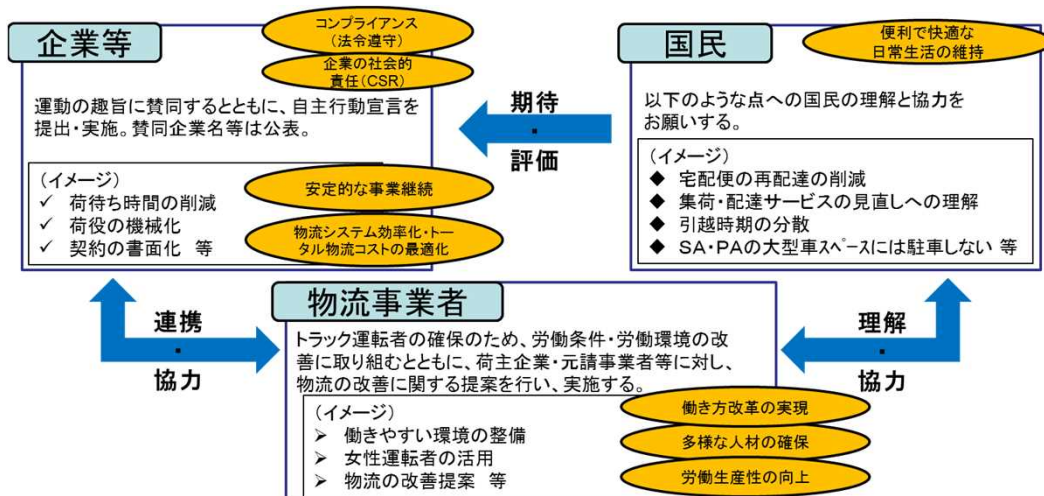 企業等
コンプライアンス
(法令遵守)
企業の社会的
責任(CSR)
運動の趣旨に賛同するとともに、自主行動宣言を
提出・実施。賛同企業名等は公表。
(イメージ)
✓ 荷待ち時間の削減
✓ 荷役の機械化
✓ 契約の書面化 等
安定的な事業継続
物流システム効率化・トー
タル物流コストの最適化
期待
・
評価
国民
便利で快適な
日常生活の維持
以下のような点への国民の理解と協力を
お願いする。
(イメージ)
◆ 宅配便の再配達の削減
◆ 集荷・配達サービスの見直しへの理解
◆ 引越時期の分散
◆ SA・PAの大型車スペースには駐車しない 等
連携
・
協力
物流事業者
トラック運転者の確保のため、労働条件・労働環境の改
善に取り組むとともに、荷主企業・元請事業者等に対し、
物流の改善に関する提案を行い、実施する。
(イメージ)
➢ 働きやすい環境の整備
➢ 女性運転者の活用
➢ 物流の改善提案 等
働き方改革の実現
多様な人材の確保
労働生産性の向上
理解
・
協力